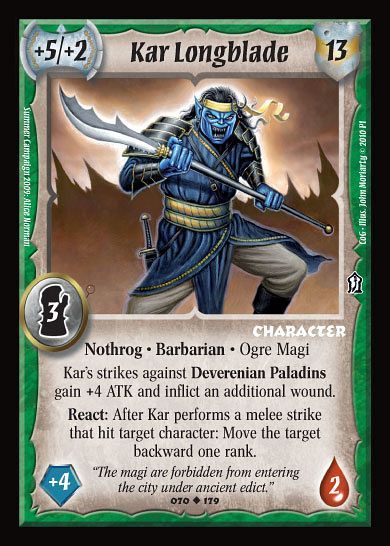 +5/+2
Kar Longblade
13
Summer Campaign 2009: Alice Norman
CoG • Illus. John Moriarty © 2010 P1
3
CHARACTER
Nothrog • Barbarian • Ogre Magi
Kar's strikes against Deverenian Paladins
gain +4 ATK and inflict an additional wound.
React: After Kar performs a melee strike
that hit target character: Move the target
backward one rank.
+4
“The magi are forbidden from entering
the city under ancient edict.”
2
070 ◆ 179